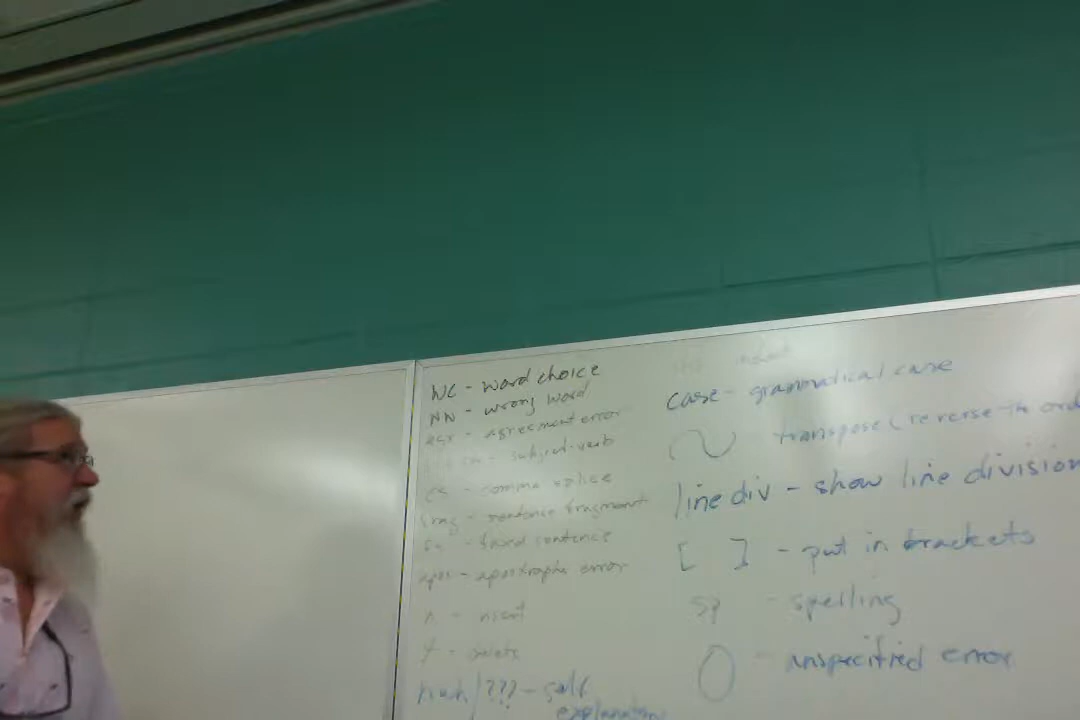 WC - word choice
WW - wrong word
agr - agreement error
subject-verb
cs - comma splice
frag - sentence fragment
fused sentence
apos - apostrophe error
^ - insert
- delete
huh/??? - self
explanatory
case - grammatical case
transpose (reverse the ord
line div - show line division
[ ] - put in brackets
sp - spelling
- unspecified error